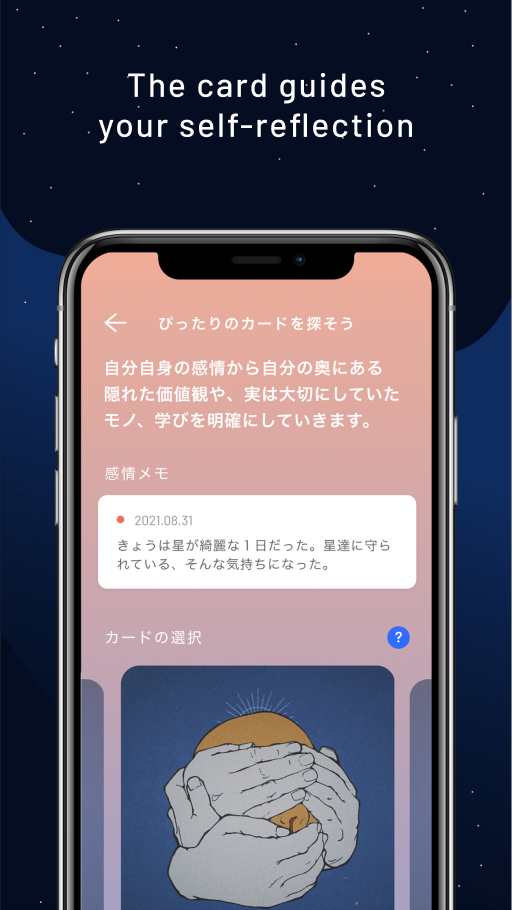 The card guides
your self-reflection
ぴったりのカードを探そう
自分自身の感情から自分の奥にある
隠れた価値観や、実は大切にしていた
モノ、学びを明確にしていきます。
感情メモ
2021.08.31
きょうは星が綺麗な1日だった。星達に守ら
れている、そんな気持ちになった。
カードの選択
?